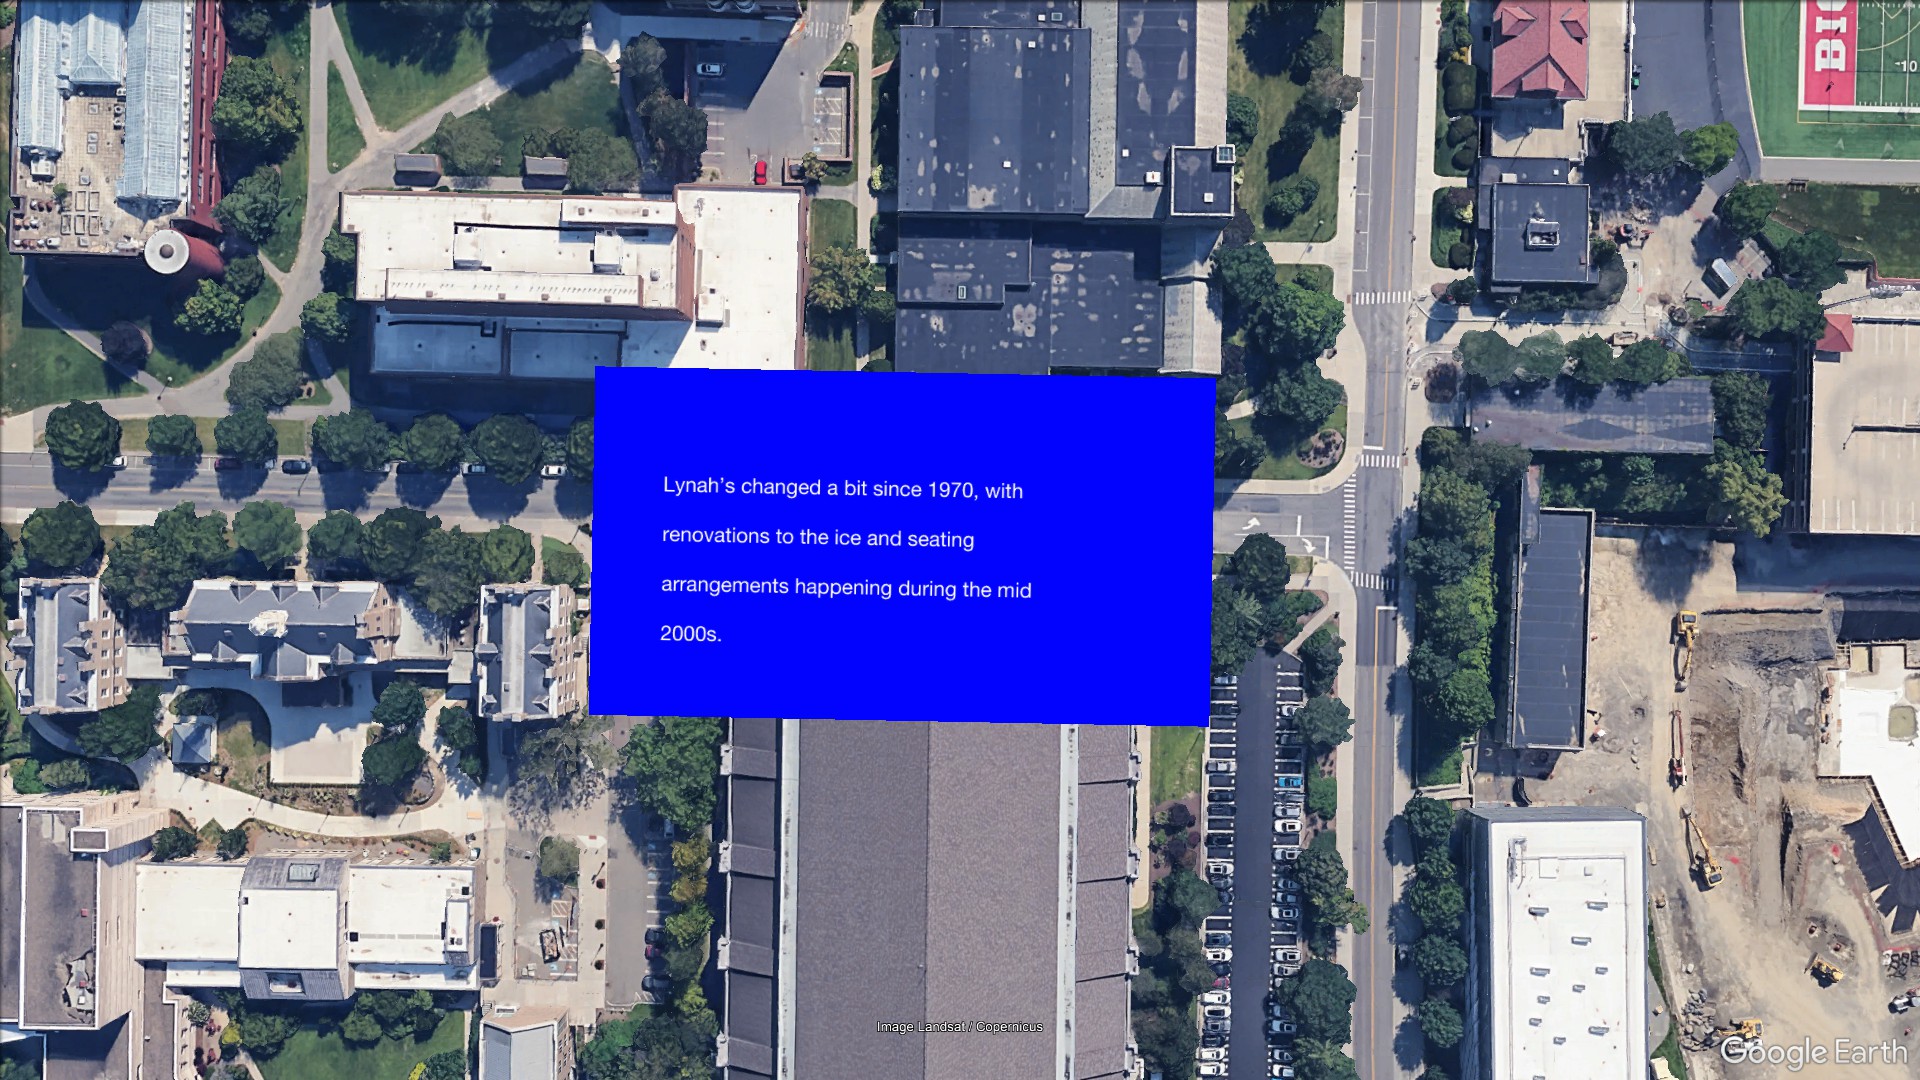 BIG
10
Lynah's changed a bit since 1970, with
renovations to the ice and seating
arrangements happening during the mid
2000s.
Image Landsat / Copernicus
Google Earth